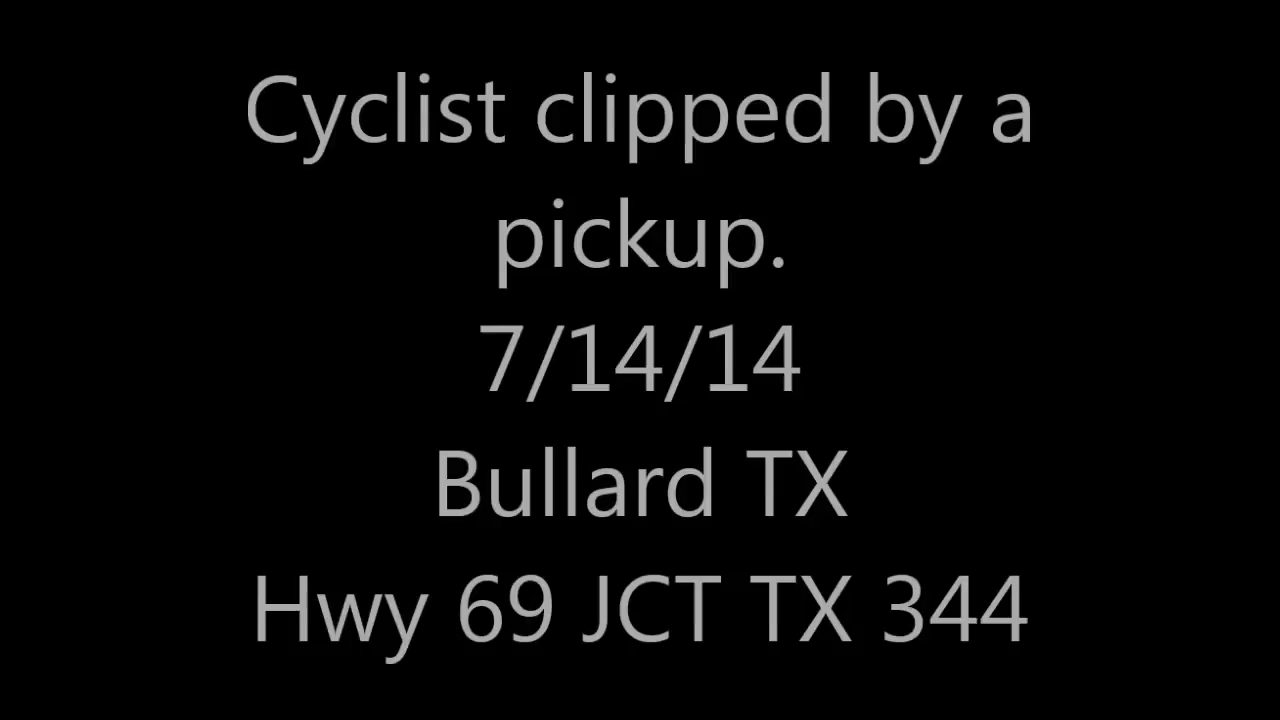 Cyclist clipped by a
pickup.
7/14/14
Bullard TX
Hwy 69 JCT TX 344